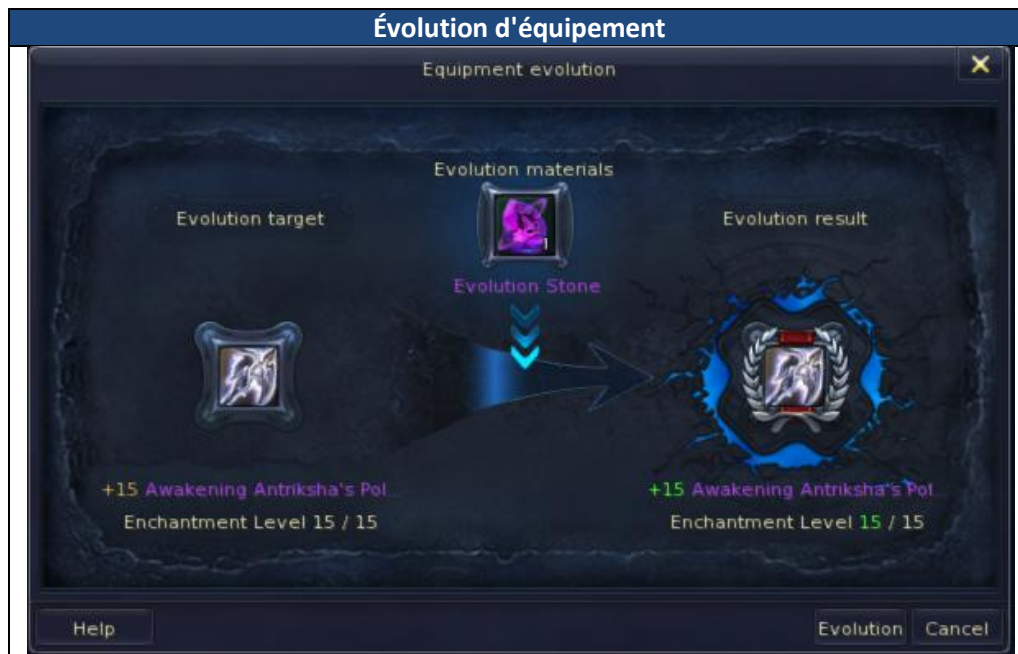 Évolution d'équipement
Equipment evolution
Evolution materials
Evolution target
Evolution result
Evolution Stone
+15 Awakening Antriksha's Pol...
+15 Awakening Antriksha's Pol...
Enchantment Level 15 / 15
Enchantment Level 15 / 15
Help
Evolution
Cancel